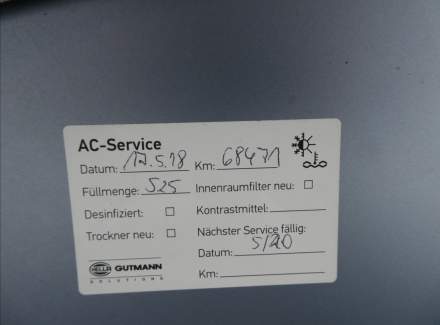 AC-Service
Datum: 17.5.18 Km: 68471
Füllmenge: 525 Innenraumfilter neu:
Desinfiziert: Kontrastmittel:
Trockner neu: Nächster Service fällig:
Datum: 5/20
HELLA GUTMANN
SOLUTIONS
Km: